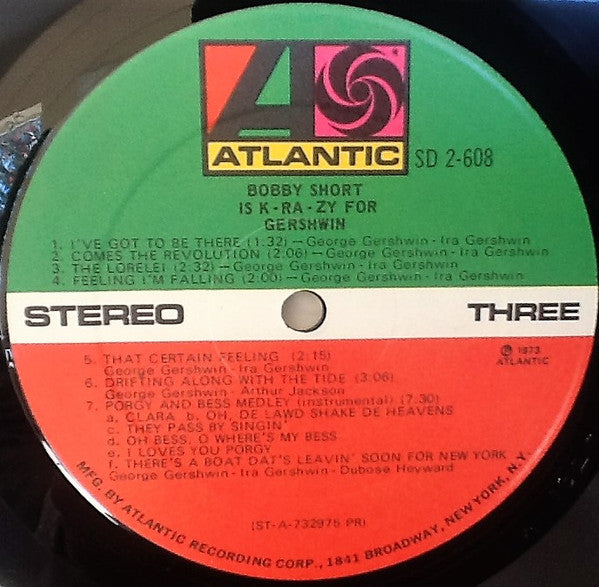 ATLANTIC
SD 2-608
BOBBY SHORT
IS K-RA-ZY FOR
GERSHWIN
1. I'VE GOT TO BE THERE (1.32) — George Gershwin - Ira Gershwin
2. COMES THE REVOLUTION (2:06) — George Gershwin - Ira Gershwin
3. THE LORELEI (2:32) — George Gershwin - Ira Gershwin
4. FEELING I'M FALLING (2:00) — George Gershwin - Ira Gershwin
STEREO
THREE
℗ 1973
ATLANTIC
5. THAT CERTAIN FEELING (2:15)
George Gershwin - Ira Gershwin
6. DRIFTING ALONG WITH THE TIDE (3:06)
George Gershwin - Arthur Jackson
7. PORGY AND BESS MEDLEY (instrumental) (7.30)
a. CLARA b. OH, DE LAWD SHAKE DE HEAVENS
c. THEY PASS BY SINGIN'
d. OH BESS, O WHERE'S MY BESS
e. I LOVES YOU PORGY
f. THERE'S A BOAT DAT'S LEAVIN' SOON FOR NEW YORK
George Gershwin - Ira Gershwin - Dubose Heyward
(ST-A-732975 PR)
MFG. BY ATLANTIC RECORDING CORP., 1841 BROADWAY, NEW YORK, N.Y.